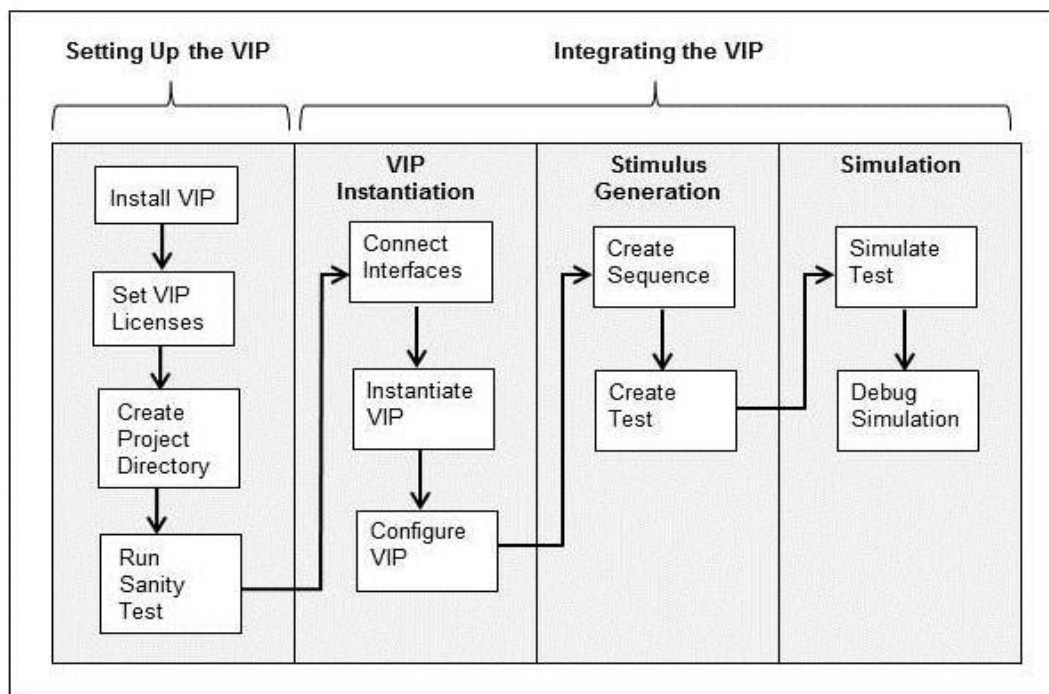 Setting Up the VIP
Integrating the VIP
Install VIP
Set VIP
Licenses
Create
Project
Directory
Run
Sanity
Test
VIP
Instantiation
Connect
Interfaces
Instantiate
VIP
Configure
VIP
Stimulus
Generation
Create
Sequence
Create
Test
Simulation
Simulate
Test
Debug
Simulation